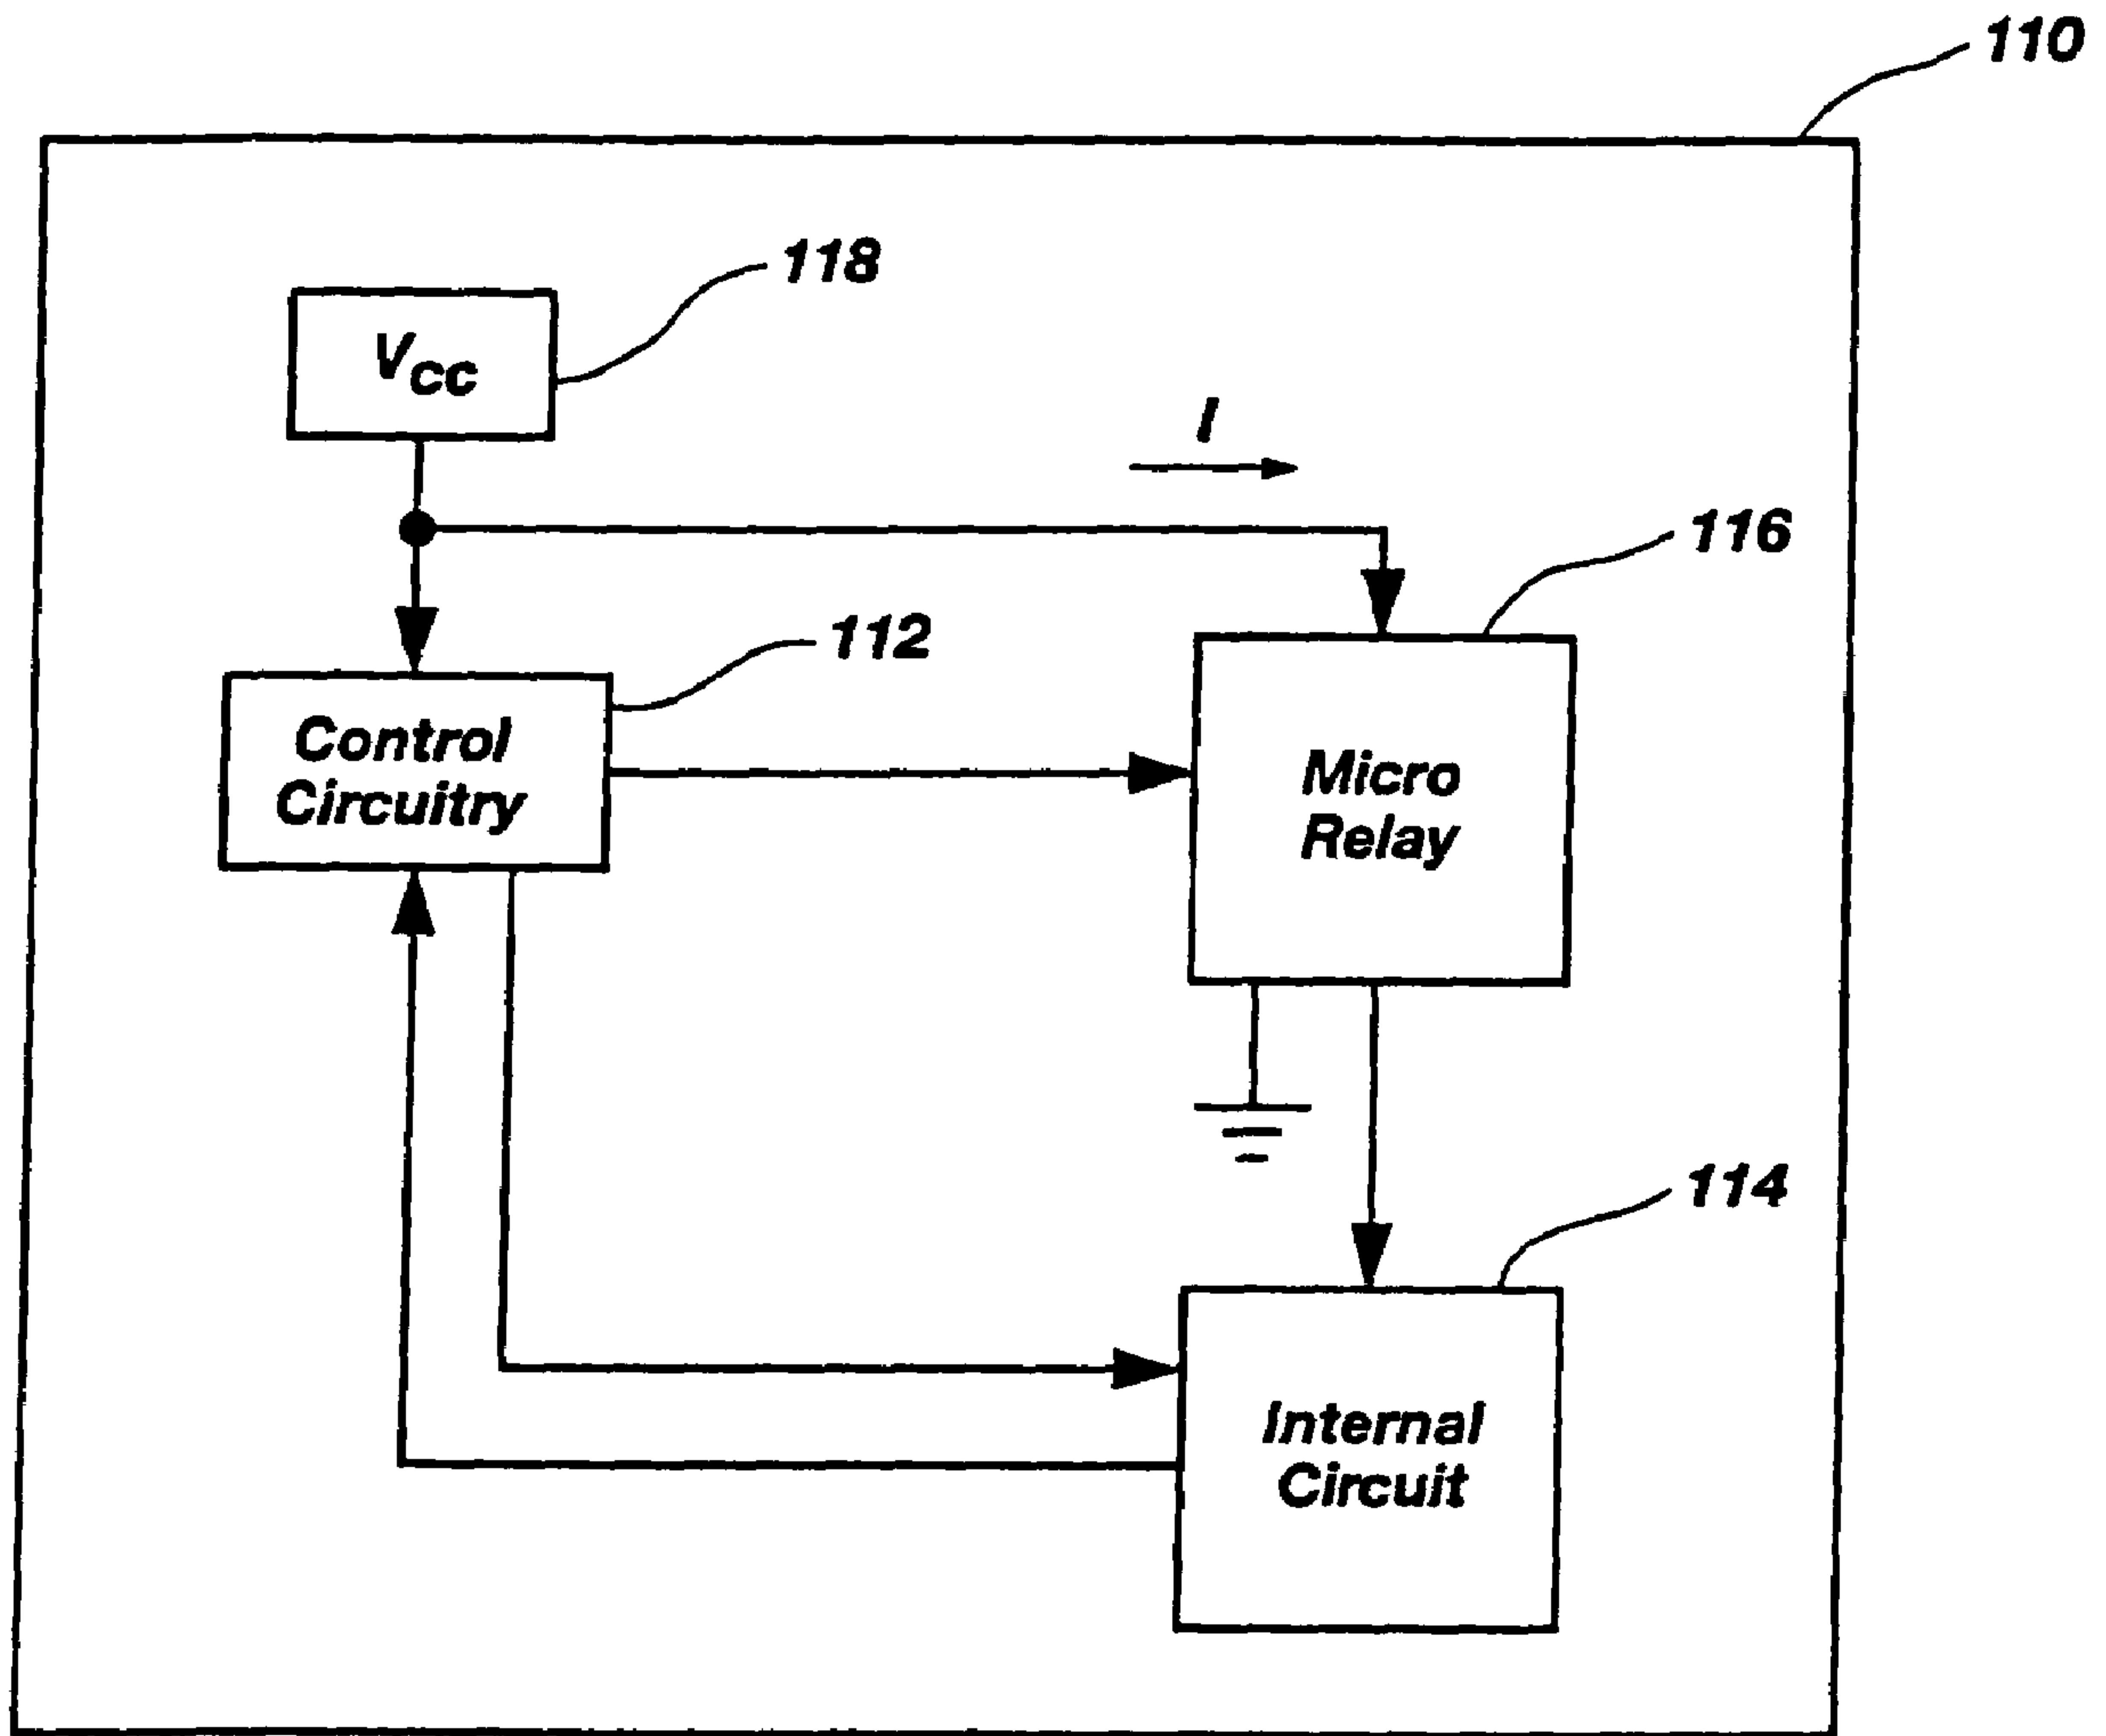 110
118
Vcc
I
116
112
Control
Circuitry
Micro
Relay
114
Internal
Circuit